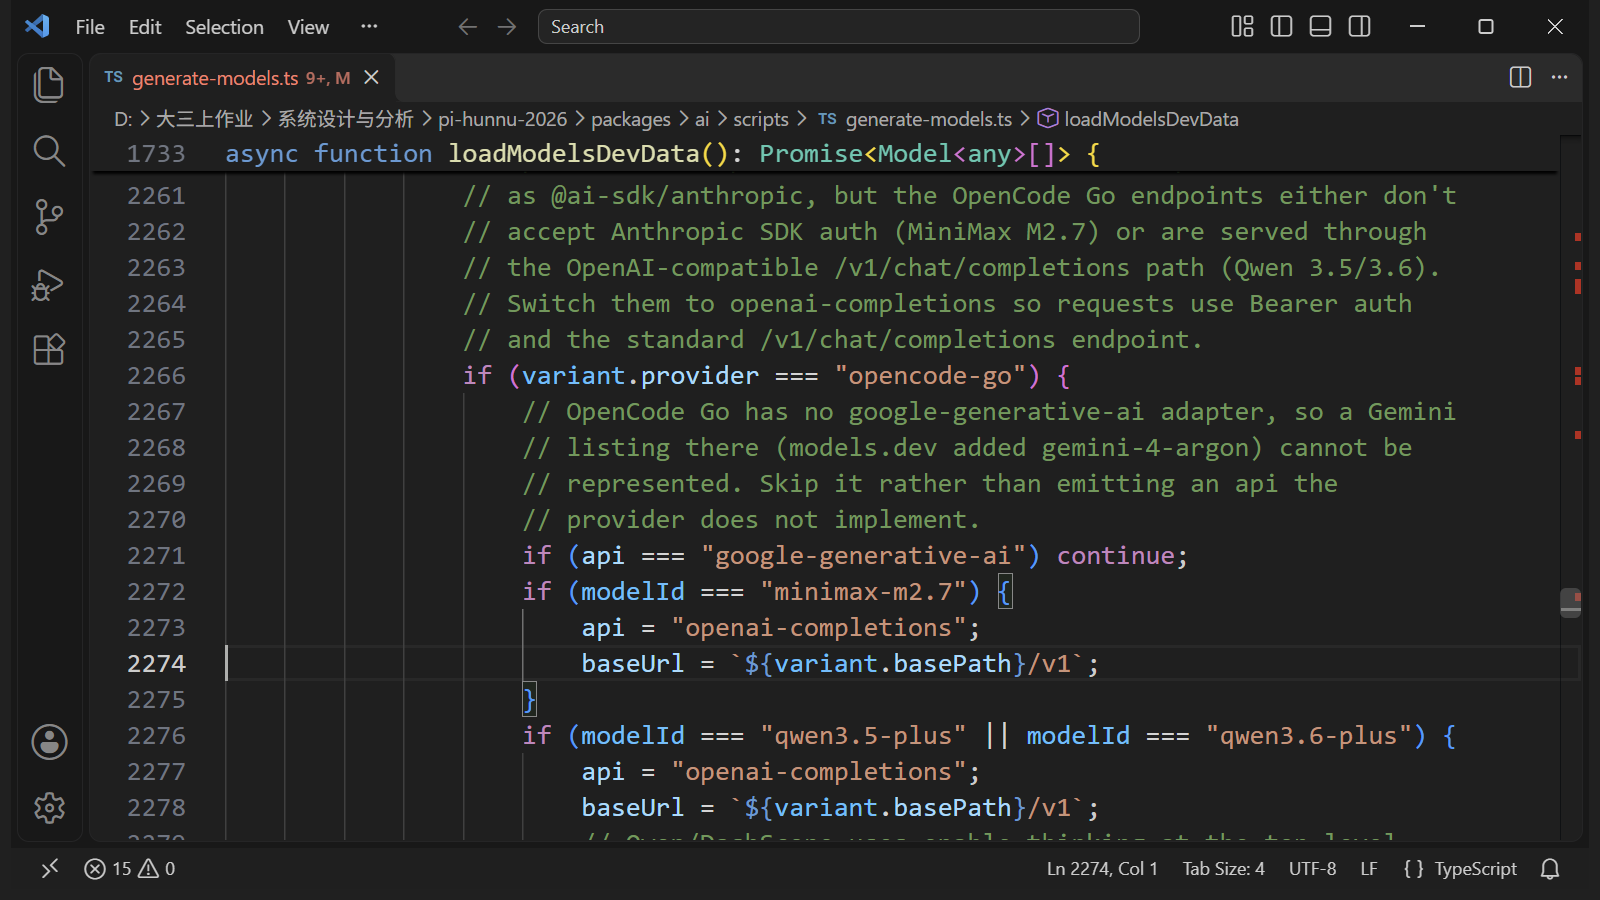 File Edit Selection View ··· Search
TS generate-models.ts 9+, M
D: > 大三上作业 > 系统设计与分析 > pi-hunnu-2026 > packages > ai > scripts > TS generate-models.ts > loadModelsDevData
1733 async function loadModelsDevData(): Promise<Model<any>[]> {
2261 // as @ai-sdk/anthropic, but the OpenCode Go endpoints either don't
2262 // accept Anthropic SDK auth (MiniMax M2.7) or are served through
2263 // the OpenAI-compatible /v1/chat/completions path (Qwen 3.5/3.6).
2264 // Switch them to openai-completions so requests use Bearer auth
2265 // and the standard /v1/chat/completions endpoint.
2266 if (variant.provider === "opencode-go") {
2267 // OpenCode Go has no google-generative-ai adapter, so a Gemini
2268 // listing there (models.dev added gemini-4-argon) cannot be
2269 // represented. Skip it rather than emitting an api the
2270 // provider does not implement.
2271 if (api === "google-generative-ai") continue;
2272 if (modelId === "minimax-m2.7") {
2273 api = "openai-completions";
2274 baseUrl = `${variant.basePath}/v1`;
2275 }
2276 if (modelId === "qwen3.5-plus" || modelId === "qwen3.6-plus") {
2277 api = "openai-completions";
2278 baseUrl = `${variant.basePath}/v1`;
15 0 Ln 2274, Col 1 Tab Size: 4 UTF-8 LF {} TypeScript